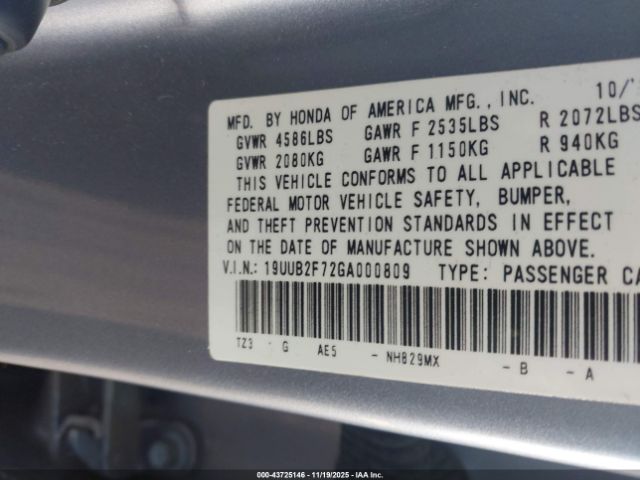 10/
MFD. BY HONDA OF AMERICA MFG., INC.
GVWR 4586LBS GAWR F 2535LBS R 2072LBS
GVWR 2080KG GAWR F 1150KG R 940KG
THIS VEHICLE CONFORMS TO ALL APPLICABLE
FEDERAL MOTOR VEHICLE SAFETY, BUMPER,
AND THEFT PREVENTION STANDARDS IN EFFECT
ON THE DATE OF MANUFACTURE SHOWN ABOVE.
V.I.N.: 19UUB2F72GA000809 TYPE: PASSENGER CA
TZ3 - G AE5 - NH829MX - B - A
000-43725146 - 11/19/2025 - IAA Inc.